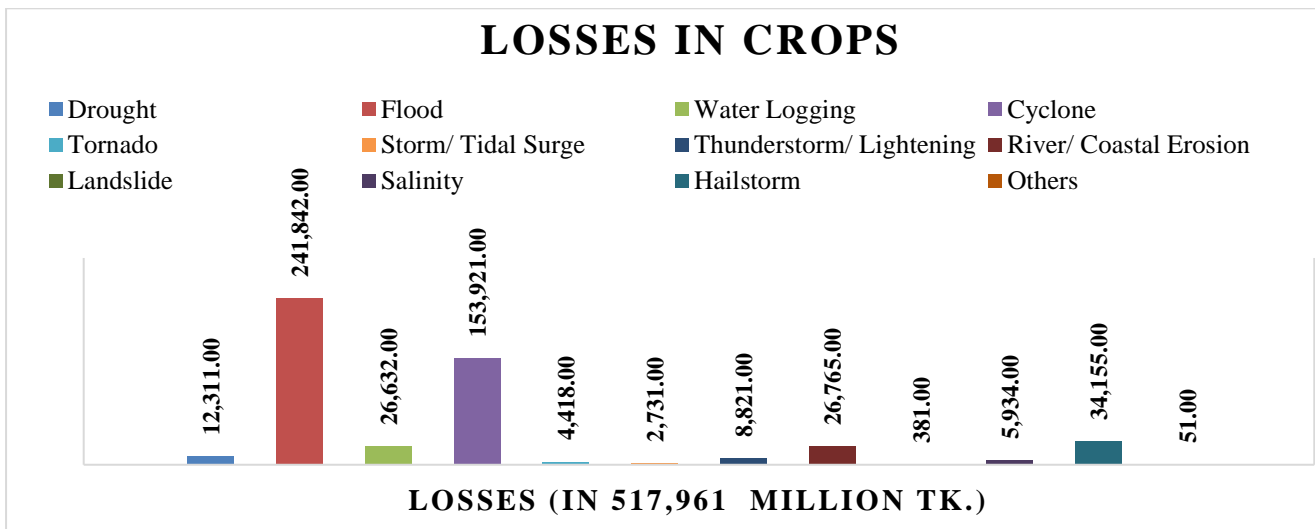 LOSSES IN CROPS
Drought Flood Water Logging Cyclone
Tornado Storm/ Tidal Surge Thunderstorm/ Lightening River/ Coastal Erosion
Landslide Salinity Hailstorm Others
12,311.00
241,842.00
26,632.00
153,921.00
4,418.00
2,731.00
8,821.00
26,765.00
381.00
5,934.00
34,155.00
51.00
LOSSES (IN 517,961 MILLION TK.)